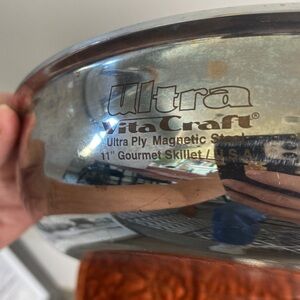 Ultra
VitaCraft®
Ultra Ply Magnetic Steel
11" Gourmet Skillet / U.S.A.